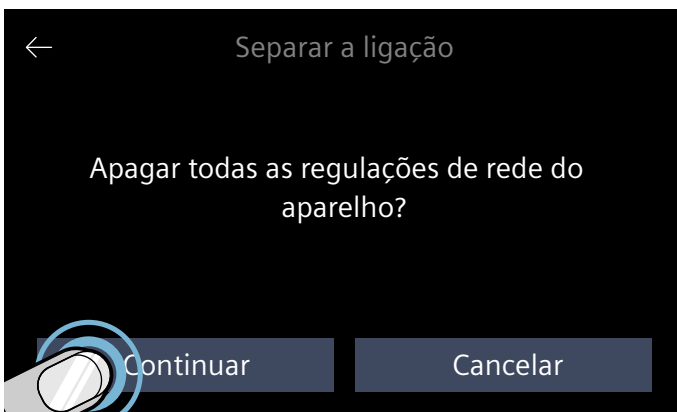 Separar a ligação
Apagar todas as regulações de rede do
aparelho?
Continuar
Cancelar